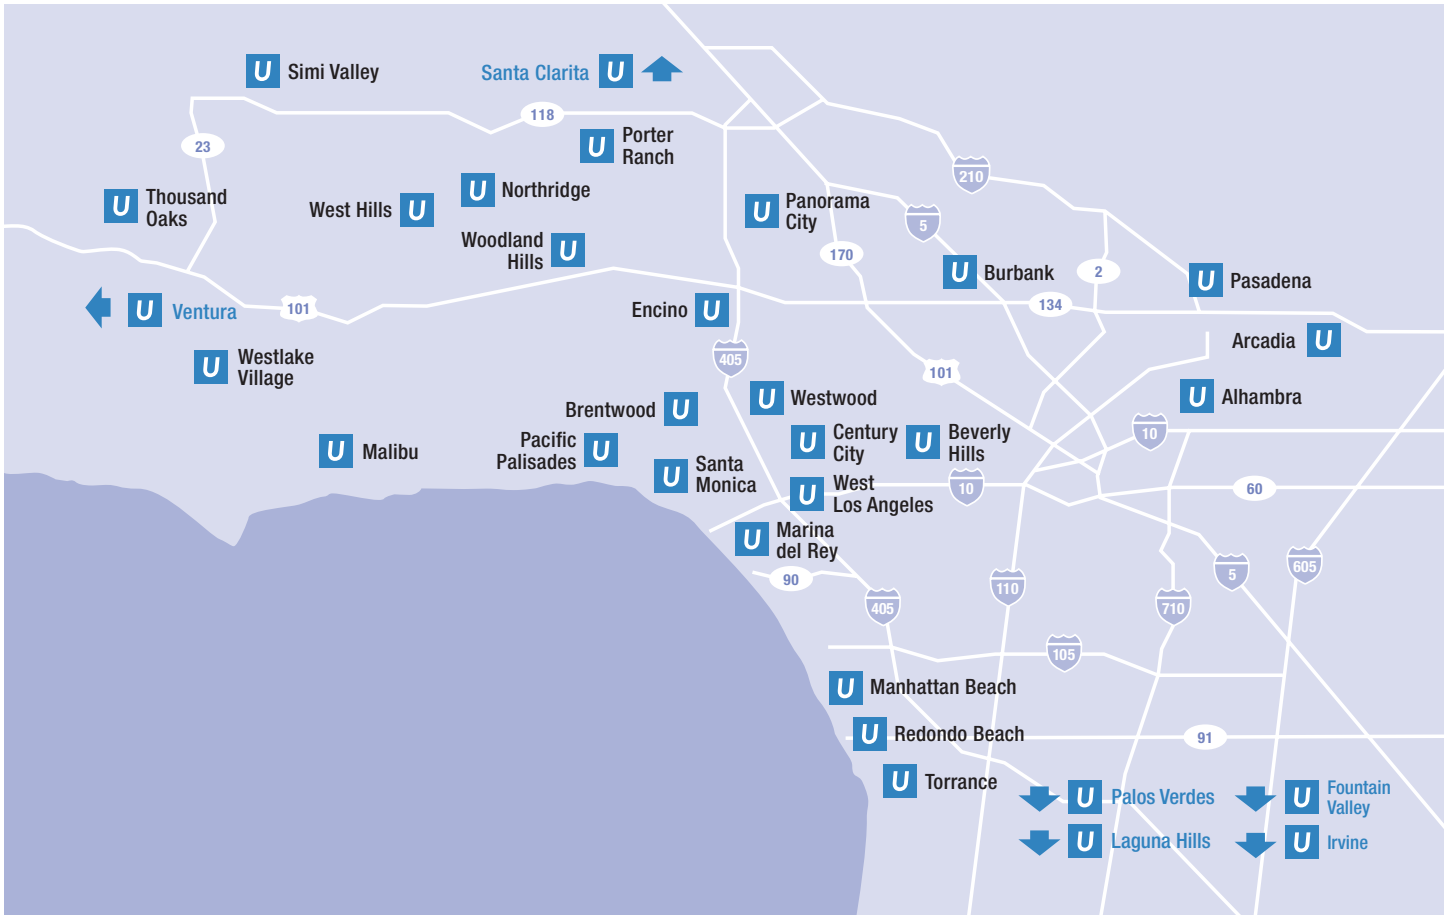 U Simi Valley
Santa Clarita U
118
23
U Porter
Ranch
U Northridge
210
U Thousand
Oaks
West Hills U
U Panorama
City
5
Woodland
Hills U
170
U Burbank
2
U Pasadena
U Ventura
101
Encino U
134
Arcadia U
405
U Westlake
Village
101
Brentwood U
U Westwood
U Alhambra
U Malibu
Pacific
Palisades U
U Century
City
U Beverly
Hills
10
U Santa
Monica
U West
Los Angeles
10
60
U Marina
del Rey
90
405
110
710
5
605
105
U Manhattan Beach
U Redondo Beach
91
U Torrance
U Palos Verdes
U Fountain
Valley
U Laguna Hills
U Irvine